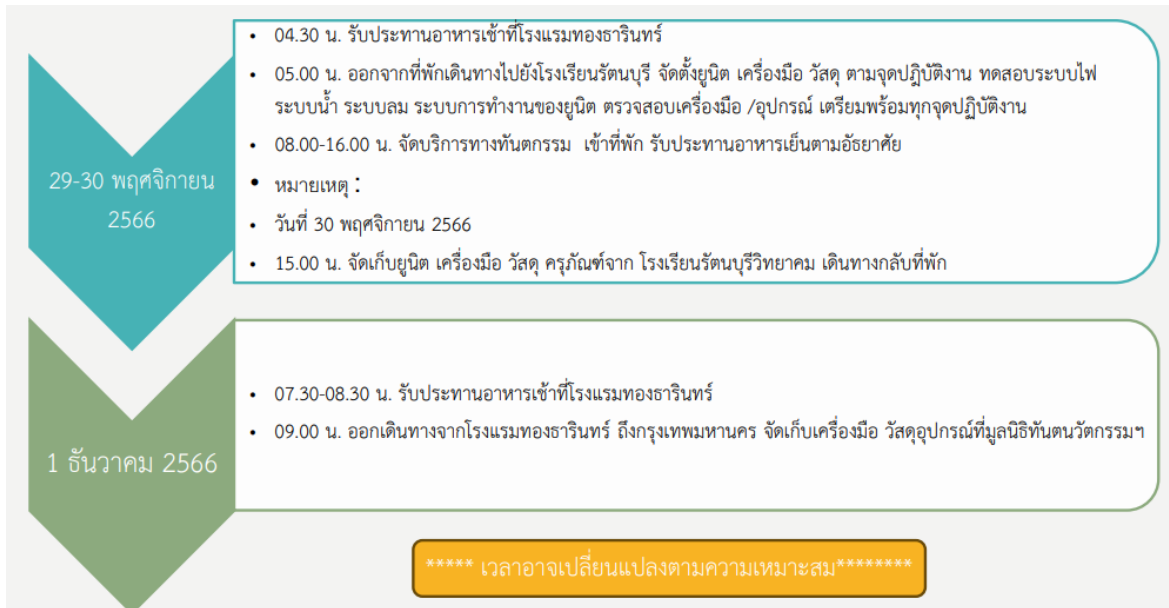 29-30 พฤศจิกายน
2566
• 04.30 น. รับประทานอาหารเช้าที่โรงแรมทองธารินทร์
• 05.00 น. ออกจากที่พักเดินทางไปยังโรงเรียนรัตนบุรี จัดตั้งยูนิต เครื่องมือ วัสดุ ตามจุดปฏิบัติงาน ทดสอบระบบไฟ
ระบบน้ำ ระบบลม ระบบการทำงานของยูนิต ตรวจสอบเครื่องมือ /อุปกรณ์ เตรียมพร้อมทุกจุดปฏิบัติงาน
• 08.00-16.00 น. จัดบริการทางทันตกรรม เข้าที่พัก รับประทานอาหารเย็นตามอัธยาศัย
• หมายเหตุ :
• วันที่ 30 พฤศจิกายน 2566
• 15.00 น. จัดเก็บยูนิต เครื่องมือ วัสดุ ครุภัณฑ์จาก โรงเรียนรัตนบุรีวิทยาคม เดินทางกลับที่พัก
1 ธันวาคม 2566
• 07.30-08.30 น. รับประทานอาหารเช้าที่โรงแรมทองธารินทร์
• 09.00 น. ออกเดินทางจากโรงแรมทองธารินทร์ ถึงกรุงเทพมหานคร จัดเก็บเครื่องมือ วัสดุอุปกรณ์ที่มูลนิธิทันตนวัตกรรมฯ
***** เวลาอาจเปลี่ยนแปลงตามความเหมาะสม********